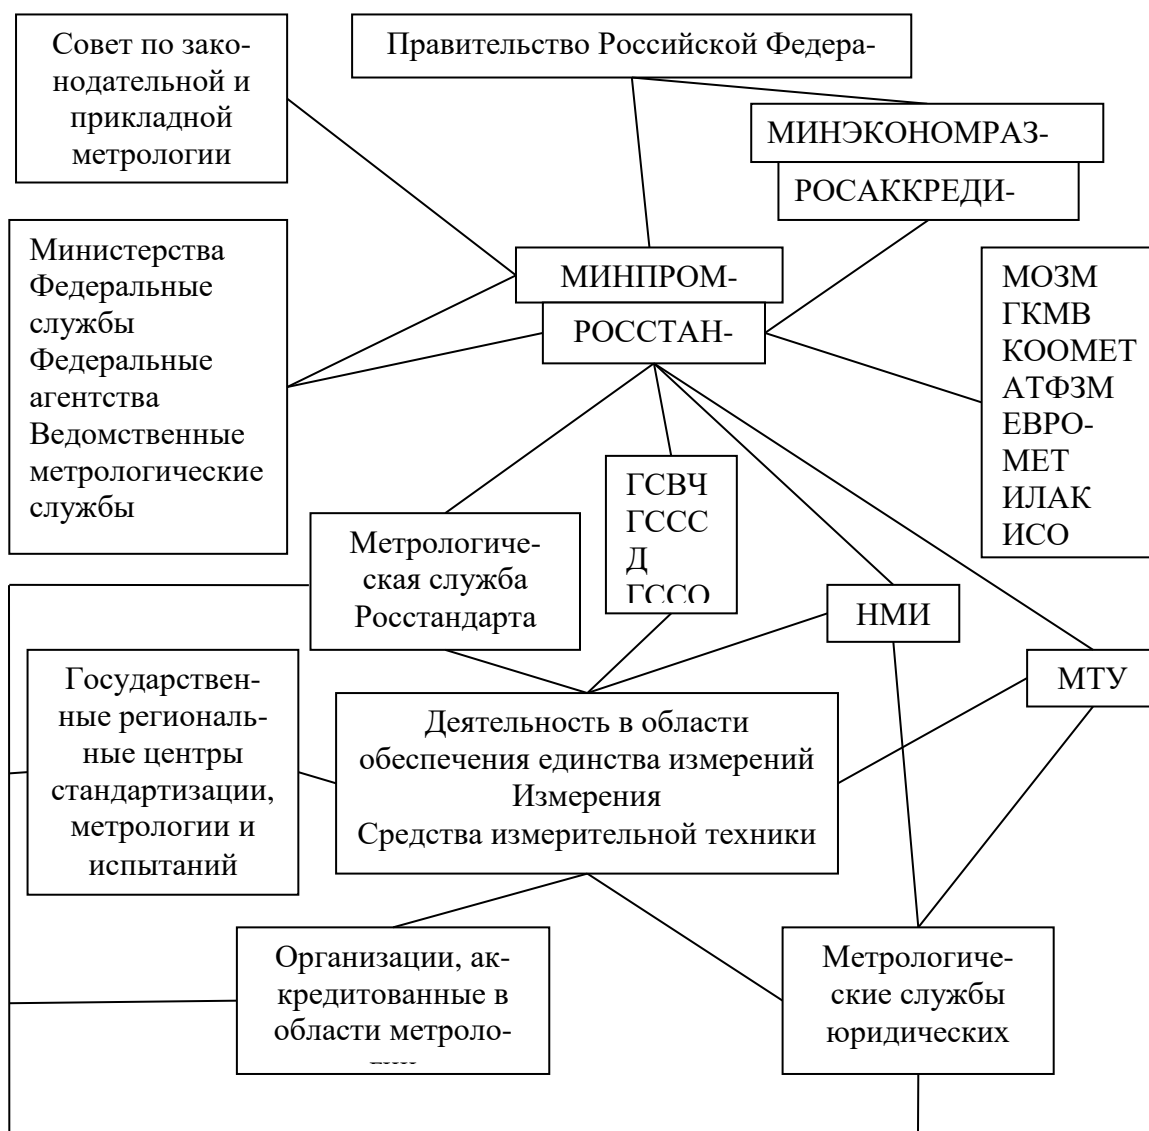 Совет по зако-
нодательной и
прикладной
метрологии
Правительство Российской Федера-
МИНЭКОНОМРАЗ-
РОСАККРЕДИ-
Министерства
Федеральные
службы
Федеральные
агентства
Ведомственные
метрологические
службы
МИНПРОМ-
РОССТАН-
МОЗМ
ГКМВ
КООМЕТ
АТФЗМ
ЕВРО-
МЕТ
ИЛАК
ИСО
ГСВЧ
ГССС
Д
ГССО
Метрологиче-
ская служба
Росстандарта
НМИ
МТУ
Государствен-
ные региональ-
ные центры
стандартизации,
метрологии и
испытаний
Деятельность в области
обеспечения единства измерений
Измерения
Средства измерительной техники
Организации, ак-
кредитованные в
области метроло-
Метрологиче-
ские службы
юридических